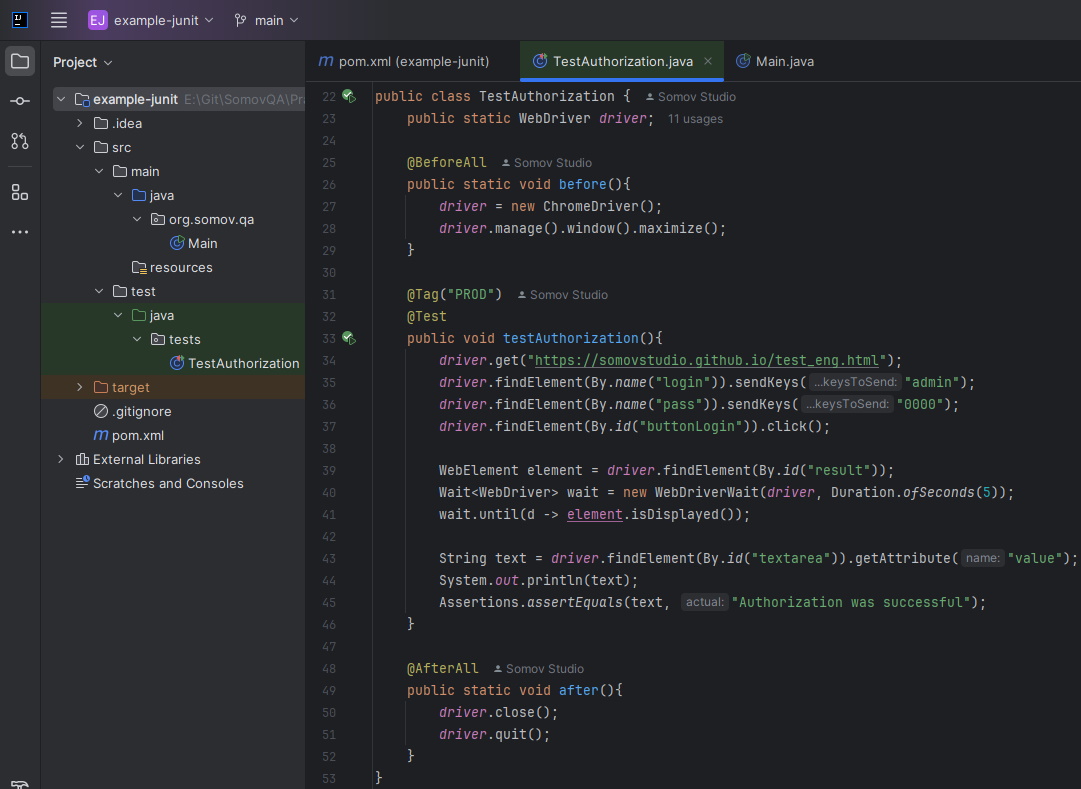 EJ example-junit main
Project
pom.xml (example-junit) TestAuthorization.java Main.java
example-junit E:\Git\SomovQA\Pr
.idea
src
main
java
org.somov.qa
Main
resources
test
java
tests
TestAuthorization
target
.gitignore
pom.xml
External Libraries
Scratches and Consoles
22 public class TestAuthorization { Somov Studio
23 public static WebDriver driver; 11 usages
24
25 @BeforeAll Somov Studio
26 public static void before(){
27 driver = new ChromeDriver();
28 driver.manage().window().maximize();
29 }
30
31 @Tag("PROD") Somov Studio
32 @Test
33 public void testAuthorization(){
34 driver.get("https://somovstudio.github.io/test_eng.html");
35 driver.findElement(By.name("login")).sendKeys( ...keysToSend: "admin");
36 driver.findElement(By.name("pass")).sendKeys( ...keysToSend: "0000");
37 driver.findElement(By.id("buttonLogin")).click();
38
39 WebElement element = driver.findElement(By.id("result"));
40 Wait<WebDriver> wait = new WebDriverWait(driver, Duration.ofSeconds(5));
41 wait.until(d -> element.isDisplayed());
42
43 String text = driver.findElement(By.id("textarea")).getAttribute( name: "value");
44 System.out.println(text);
45 Assertions.assertEquals(text, actual: "Authorization was successful");
46 }
47
48 @AfterAll Somov Studio
49 public static void after(){
50 driver.close();
51 driver.quit();
52 }
53 }